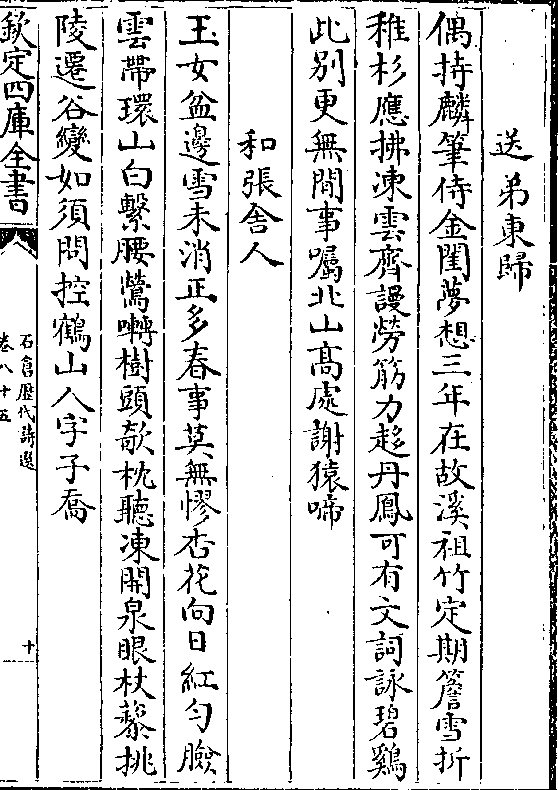 送弟東歸
偶持麟筆侍金閨夢想三年在故溪祖竹定期簷雪折
稚杉應拂凍雲齊謾勞筋力趁丹鳳可有文詞詠碧鷄
此別更無閒事囑北山髙處謝猿啼
和張舍人
玉女盆邊雪未消正多春事莫無憀杏花向日紅匀臉
雲帶環山白繫腰鶯囀樹頭欹枕聽凍開泉眼杖藜挑
陵遷谷變如須問控鶴山人字子喬
欽定四庫全書
石倉歷代詩選
卷八十五
十